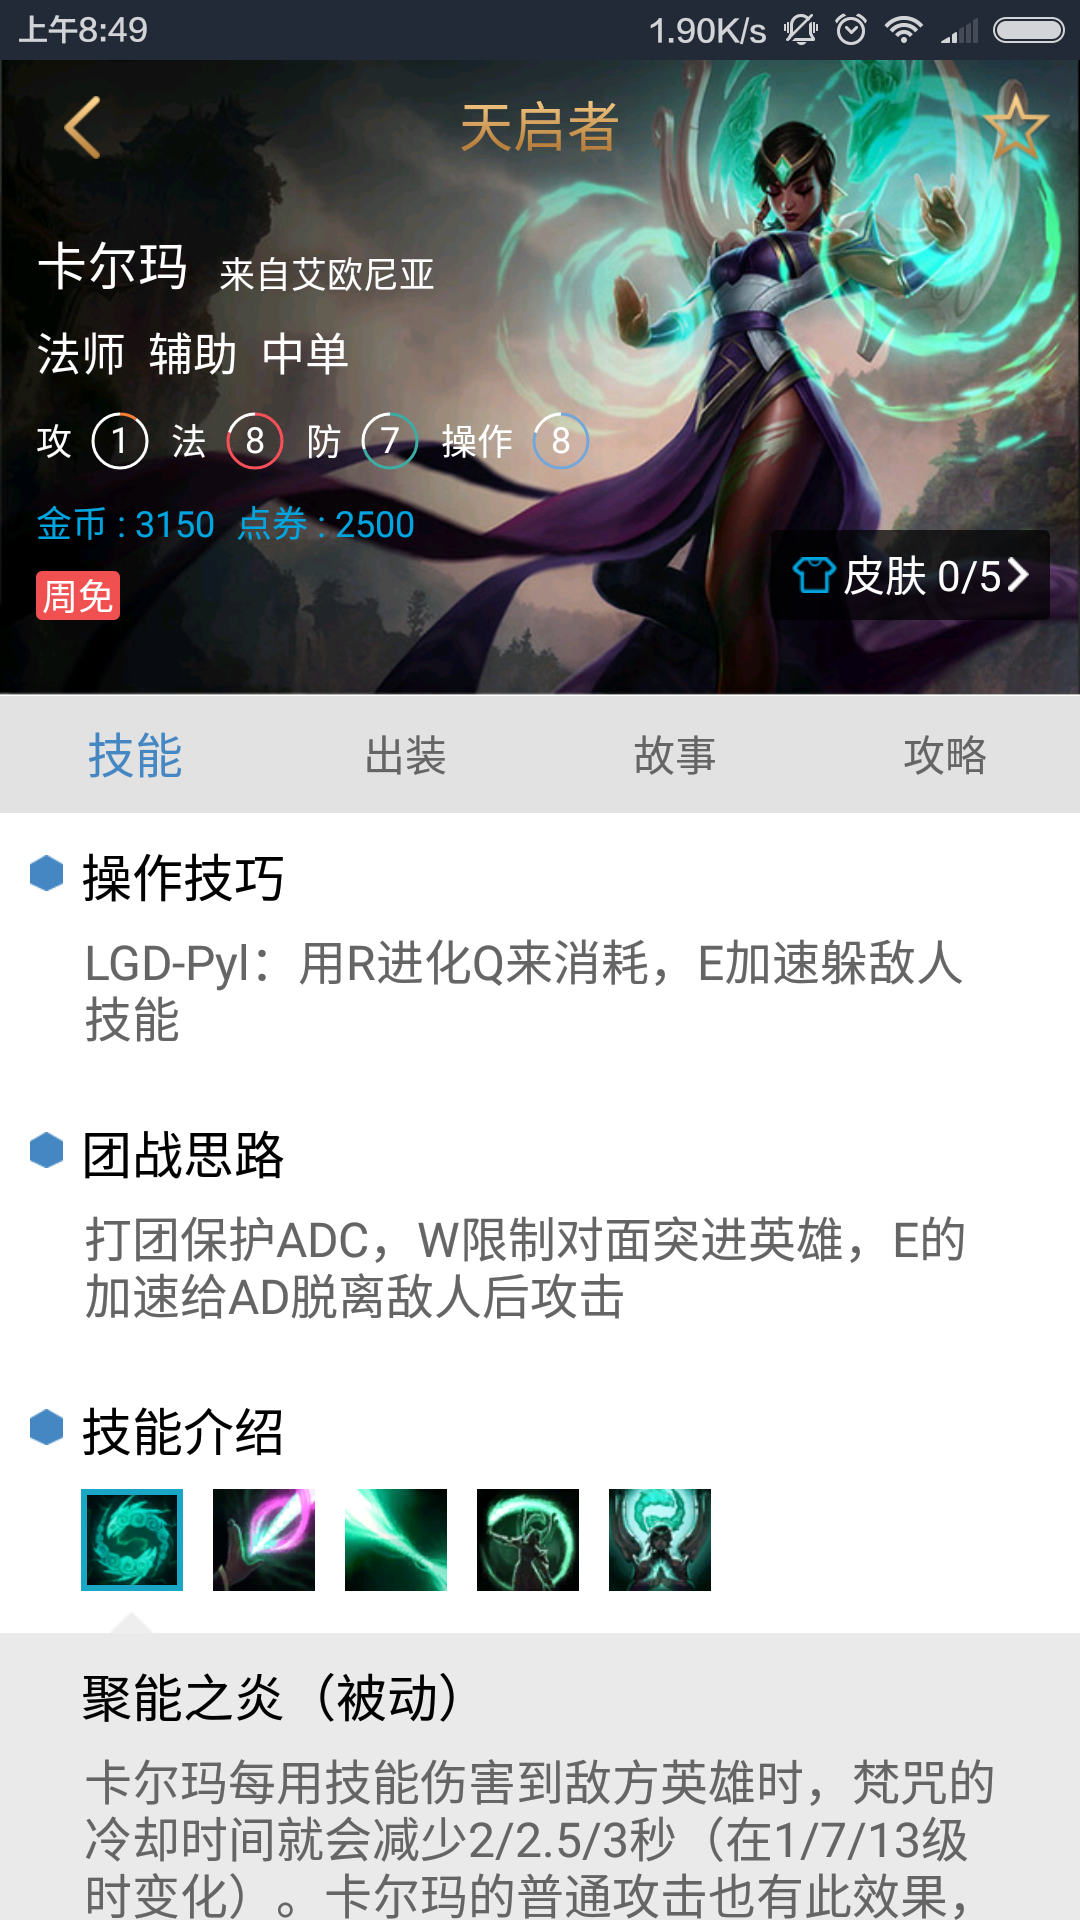 上午8:49 1.90K/s
天启者
卡尔玛 来自艾欧尼亚
法师 辅助 中单
攻 1 法 8 防 7 操作 8
金币 : 3150 点券 : 2500
皮肤 0/5
周免
技能 出装 故事 攻略
操作技巧
LGD-Pyl：用R进化Q来消耗，E加速躲敌人
技能
团战思路
打团保护ADC，W限制对面突进英雄，E的
加速给AD脱离敌人后攻击
技能介绍
聚能之炎（被动）
卡尔玛每用技能伤害到敌方英雄时，梵咒的
冷却时间就会减少2/2.5/3秒（在1/7/13级
时变化）。卡尔玛的普通攻击也有此效果，